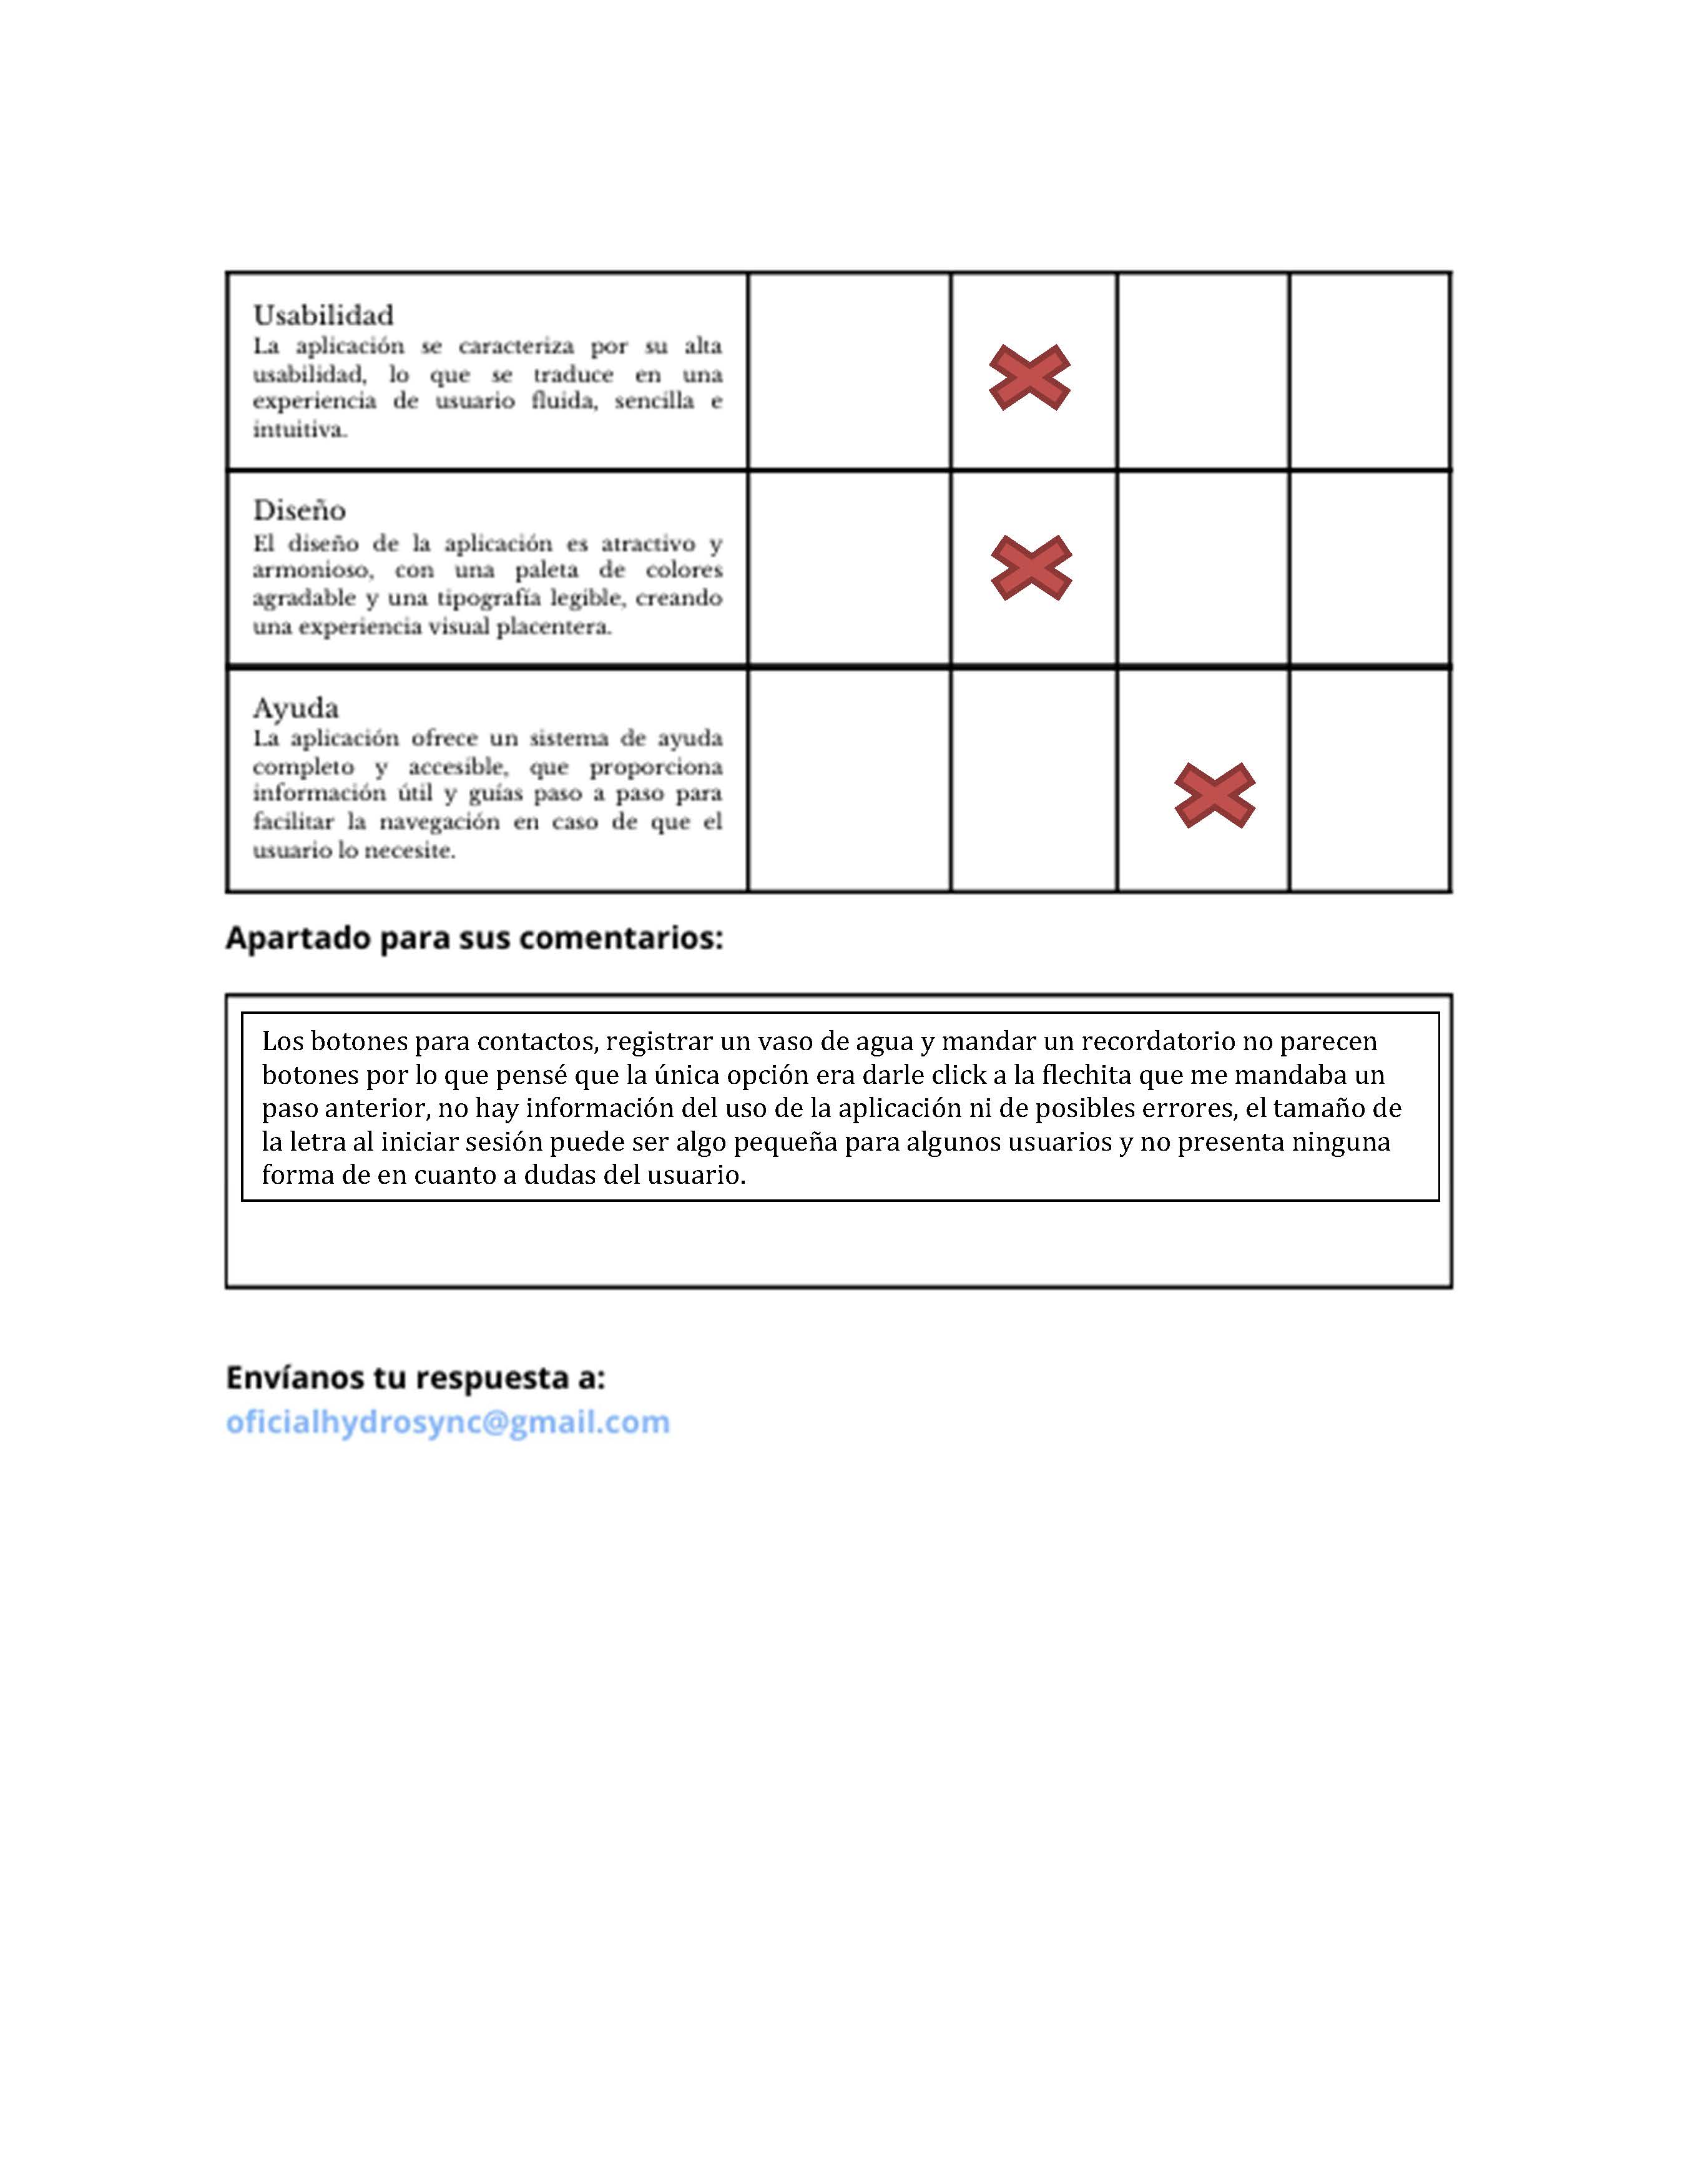 Usabilidad
La aplicación se caracteriza por su alta
usabilidad, lo que se traduce en una
experiencia de usuario fluida, sencilla e
intuitiva.
Diseño
El diseño de la aplicación es atractivo y
armonioso, con una paleta de colores
agradable y una tipografía legible, creando
una experiencia visual placentera.
Ayuda
La aplicación ofrece un sistema de ayuda
completo y accesible, que proporciona
información útil y guías paso a paso para
facilitar la navegación en caso de que el
usuario lo necesite.
Apartado para sus comentarios:
Los botones para contactos, registrar un vaso de agua y mandar un recordatorio no parecen
botones por lo que pensé que la única opción era darle click a la flechita que me mandaba un
paso anterior, no hay información del uso de la aplicación ni de posibles errores, el tamaño de
la letra al iniciar sesión puede ser algo pequeña para algunos usuarios y no presenta ninguna
forma de en cuanto a dudas del usuario.
Envíanos tu respuesta a:
oficialhydrosync@gmail.com